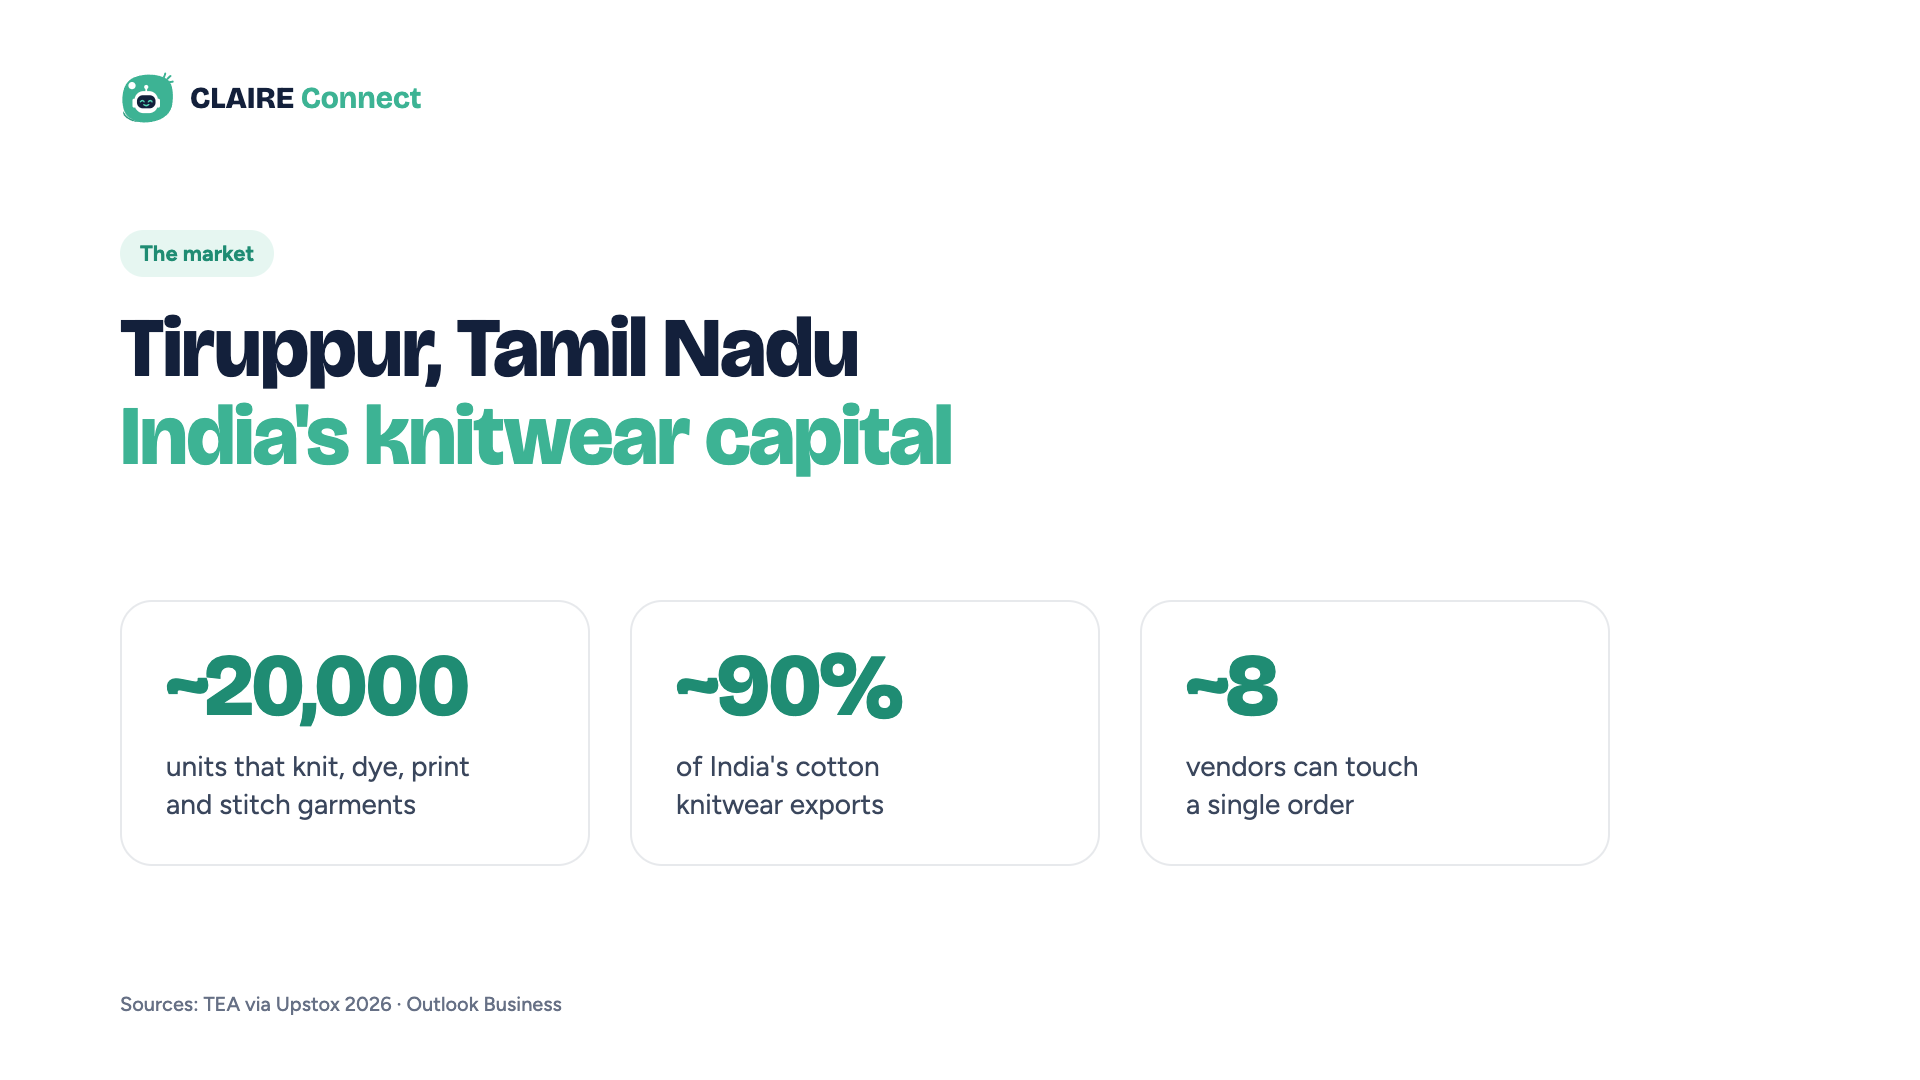 CLAIRE Connect
The market
Tiruppur, Tamil Nadu
India's knitwear capital
~20,000
units that knit, dye, print
and stitch garments
~90%
of India's cotton
knitwear exports
~8
vendors can touch
a single order
Sources: TEA via Upstox 2026 · Outlook Business